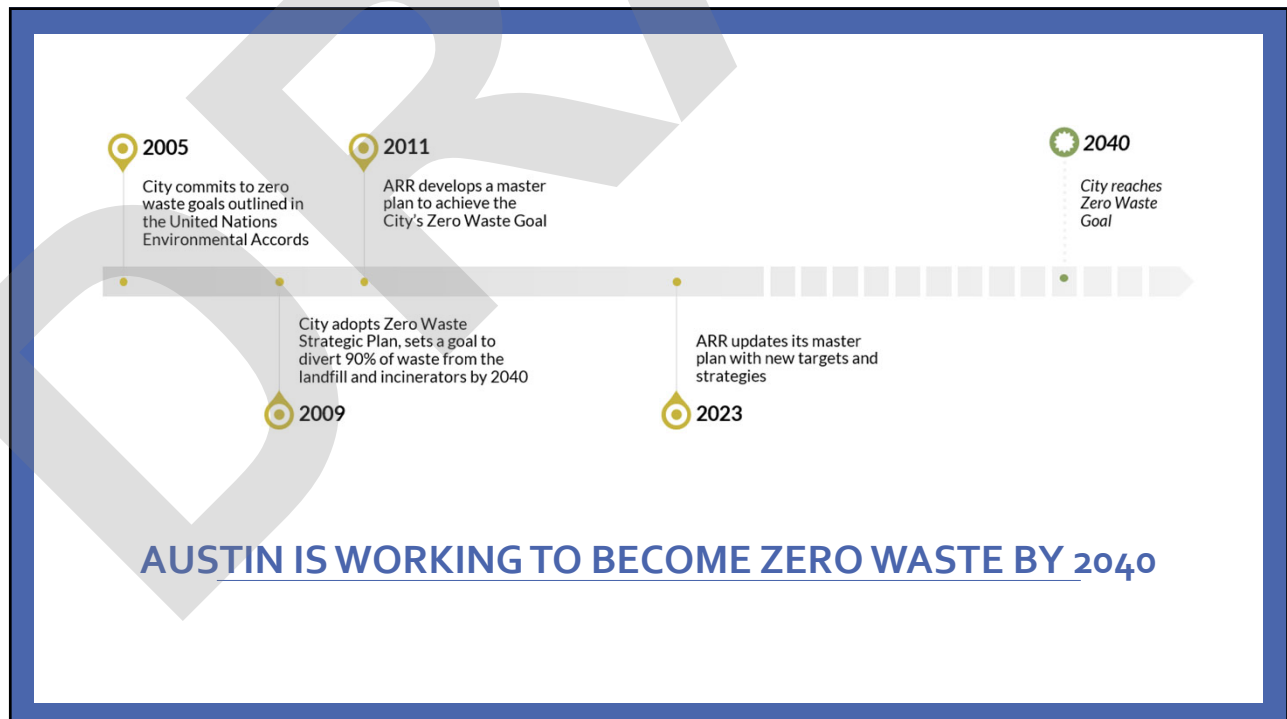 2005
City commits to zero
waste goals outlined in
the United Nations
Environmental Accords
2011
ARR develops a master
plan to achieve the
City's Zero Waste Goal
2040
City reaches
Zero Waste
Goal
City adopts Zero Waste
Strategic Plan, sets a goal to
divert 90% of waste from the
landfill and incinerators by 2040
2009
ARR updates its master
plan with new targets and
strategies
2023
AUSTIN IS WORKING TO BECOME ZERO WASTE BY 2040